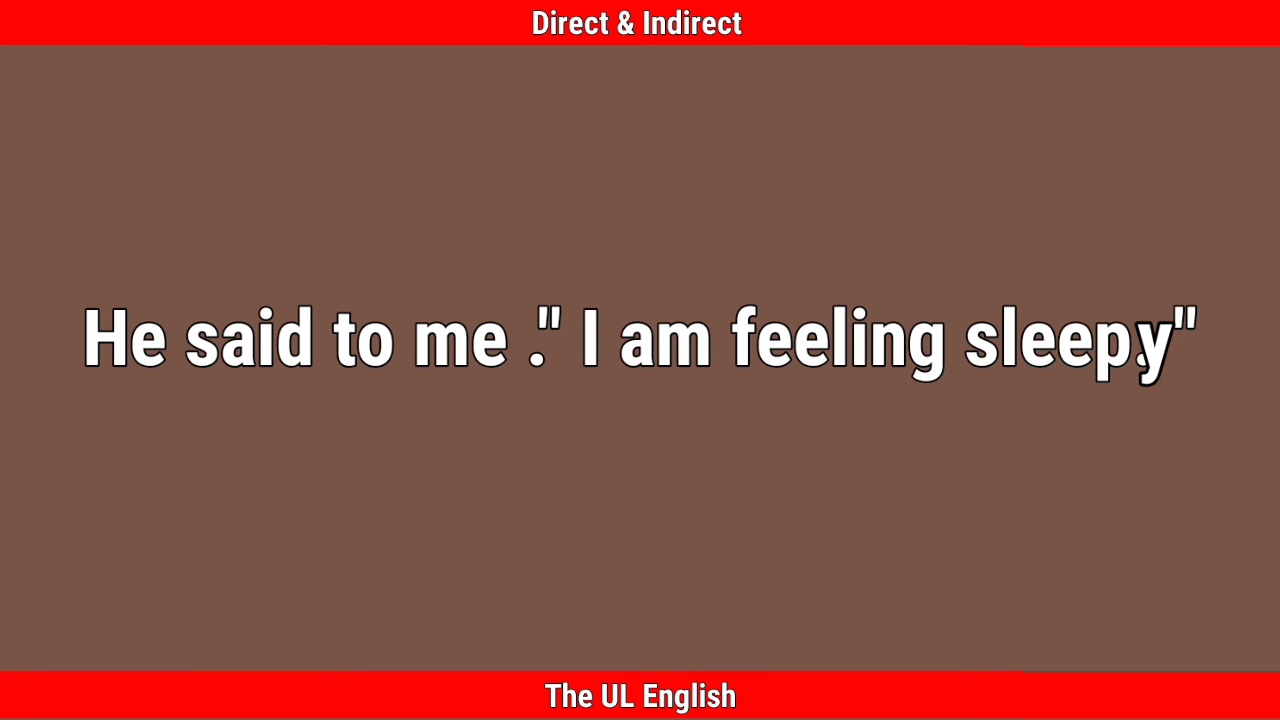 Direct & Indirect
He said to me ." I am feeling sleepy."
The UL English